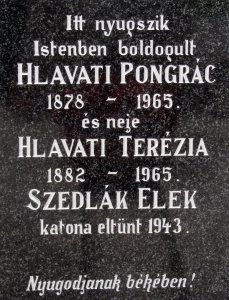 Itt nyugszik
Istenben boldogult
HLAVATI PONGRÁC
1878 - 1965.
és neje
HLAVATI TERÉZIA
1882 - 1965.
SZEDLÁK ELEK
katona eltünt 1943.
Nyugodjanak békében!